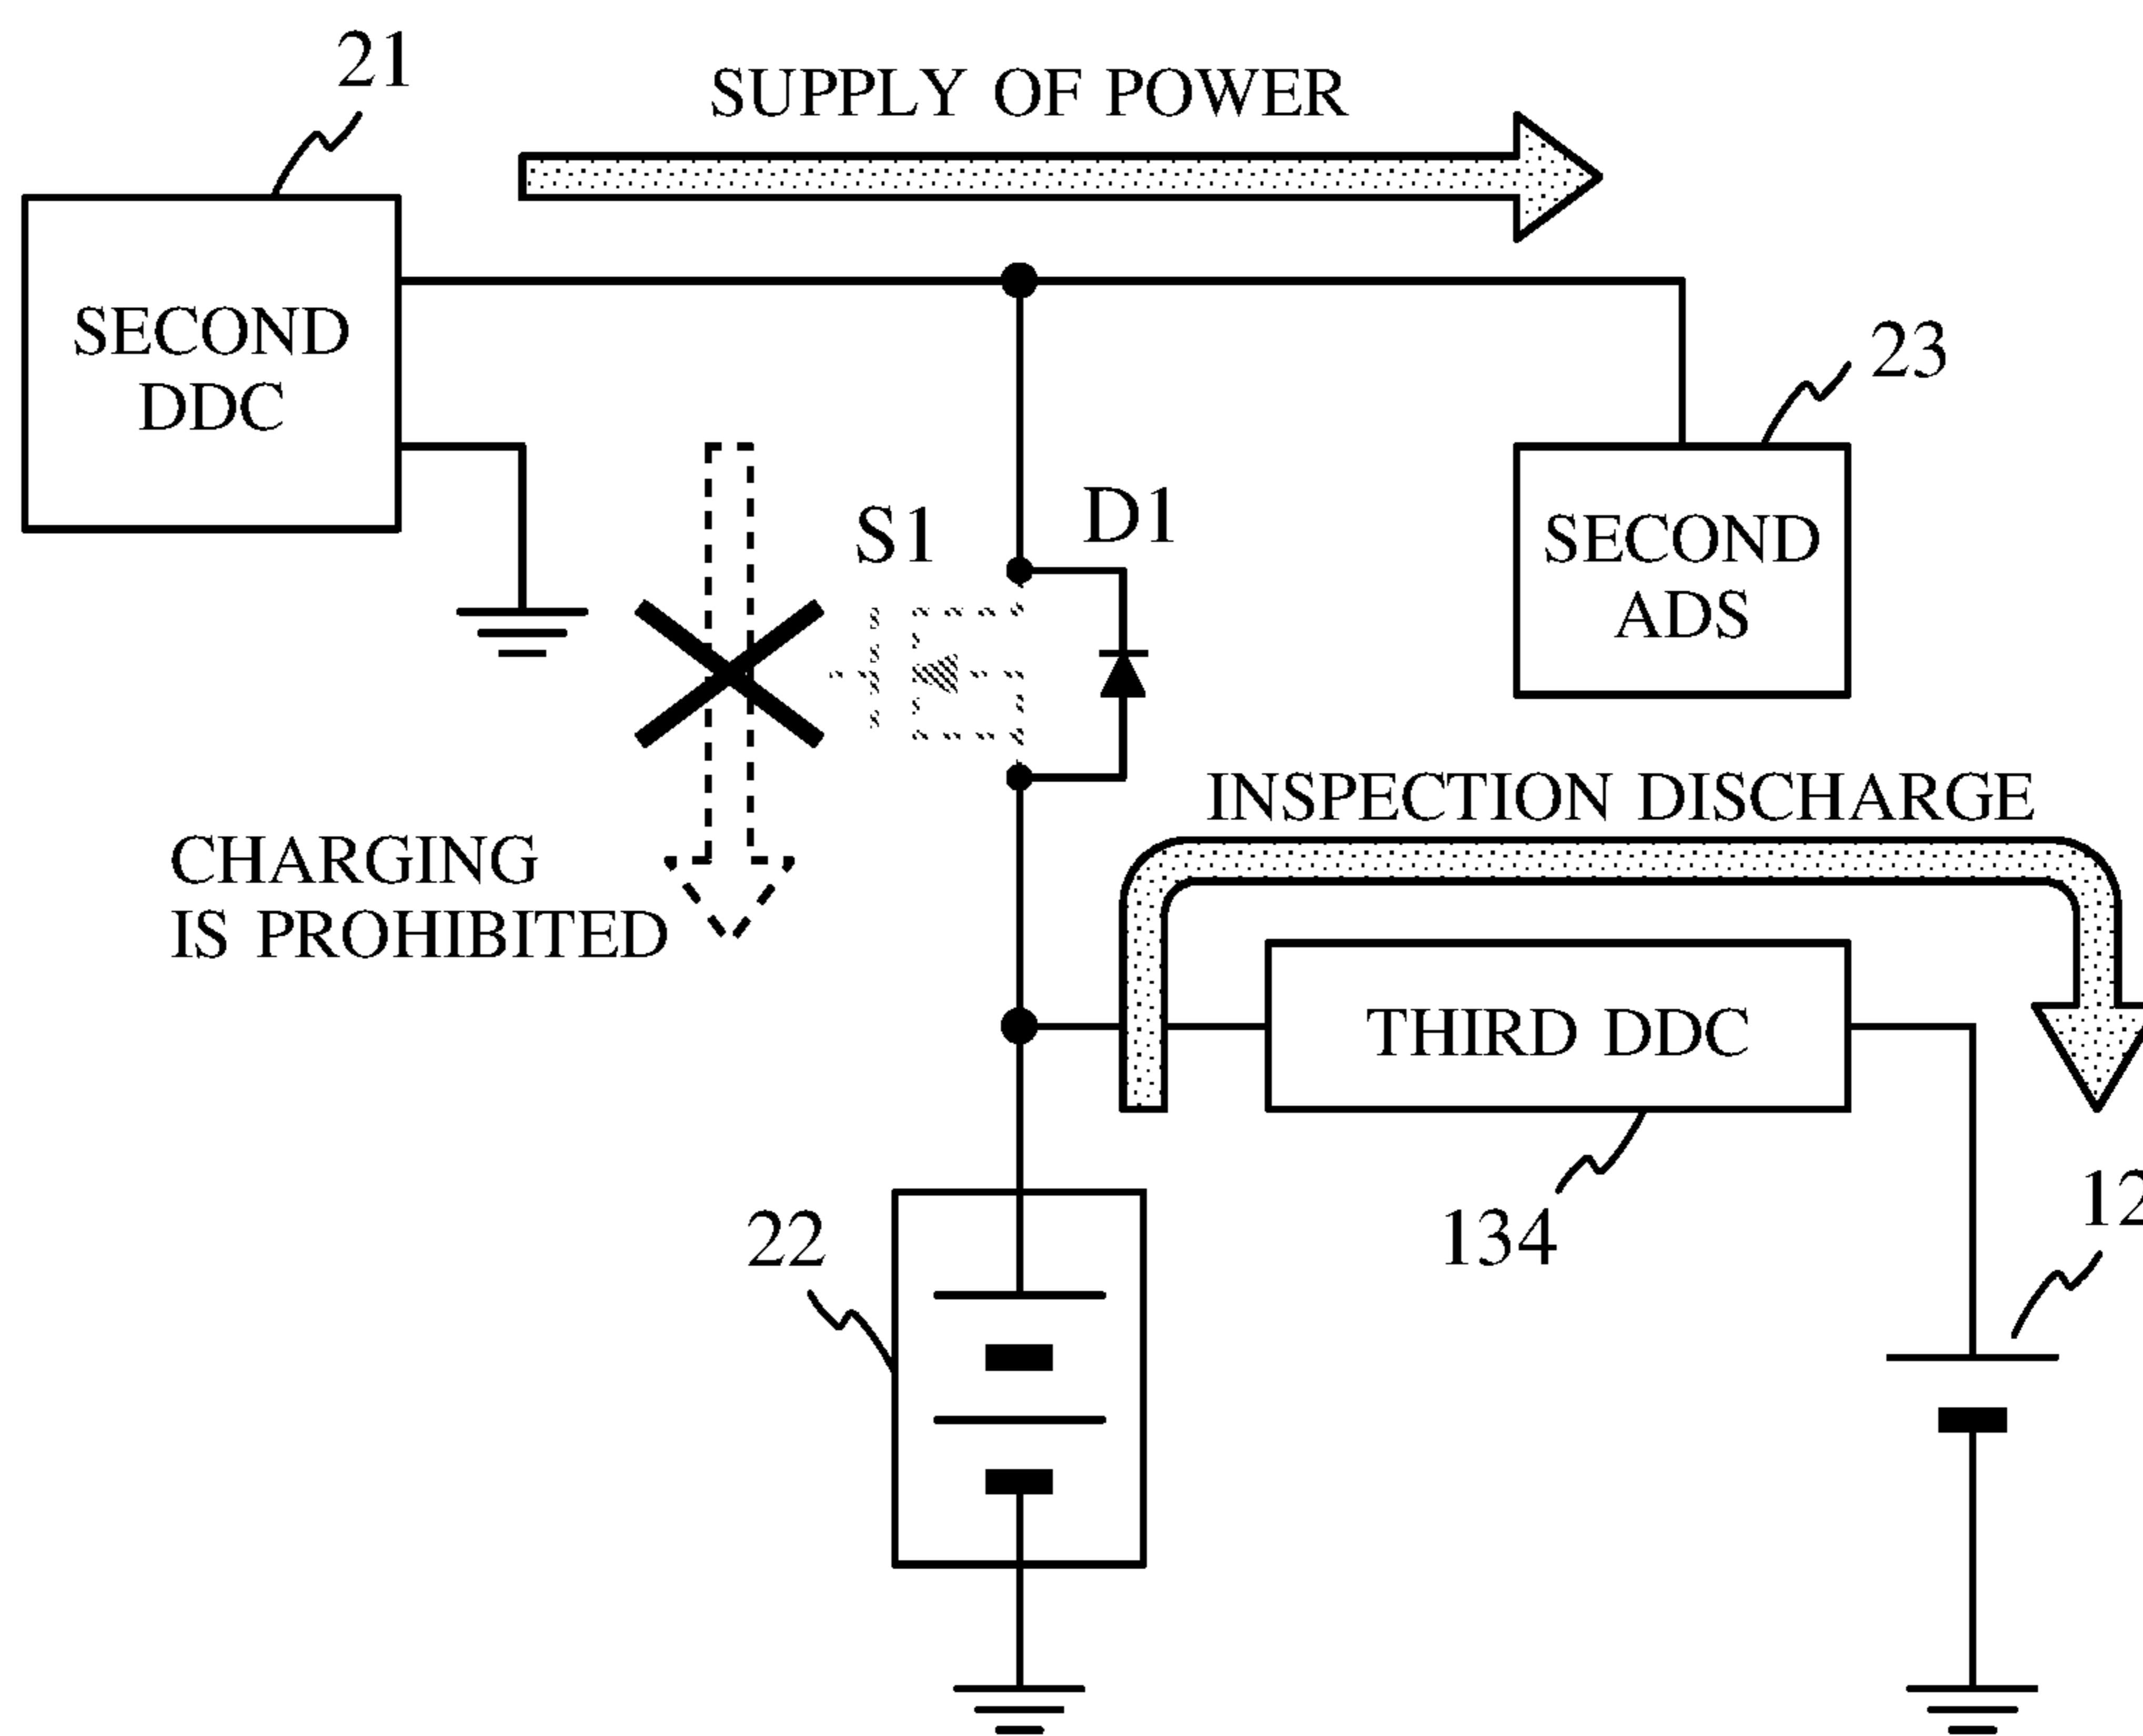 21
SUPPLY OF POWER
SECOND
DDC
23
S1
D1
SECOND
ADS
INSPECTION DISCHARGE
CHARGING
IS PROHIBITED
THIRD DDC
22
134
12